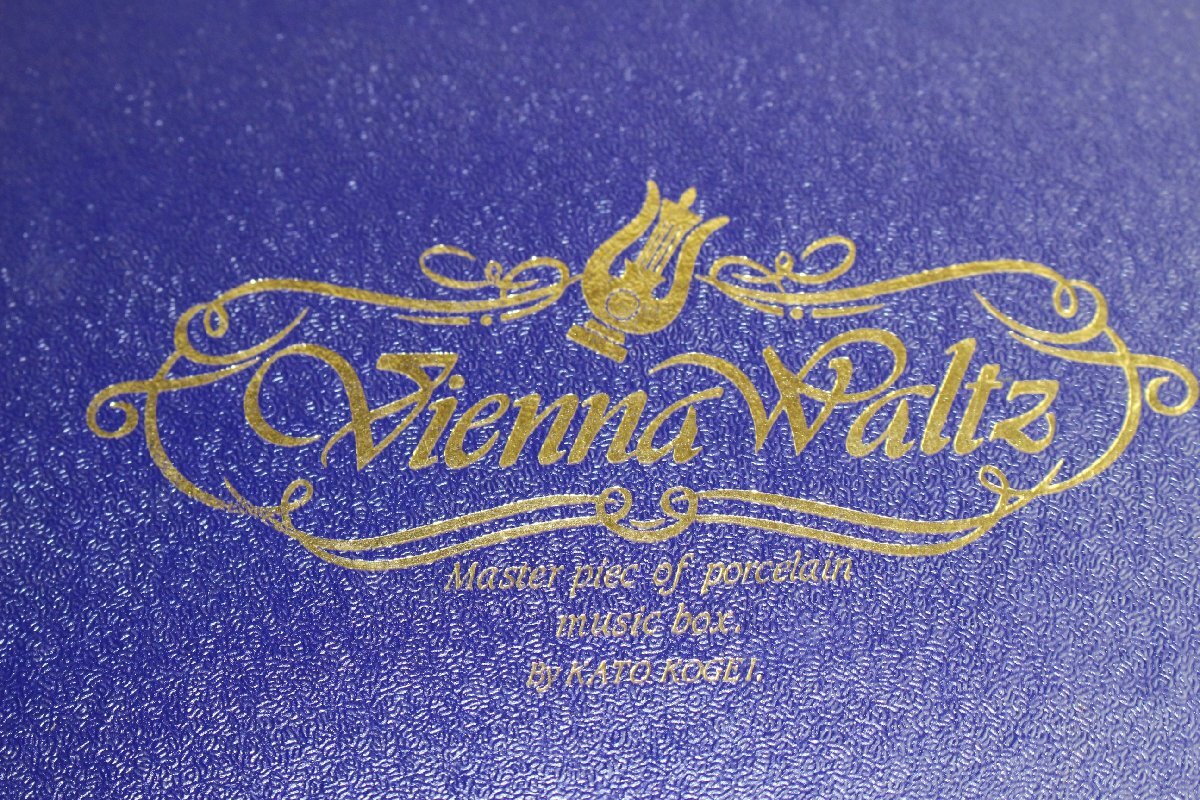 Vienna Waltz
Master piec of porcelain
music box.
By KATO KOGEI.